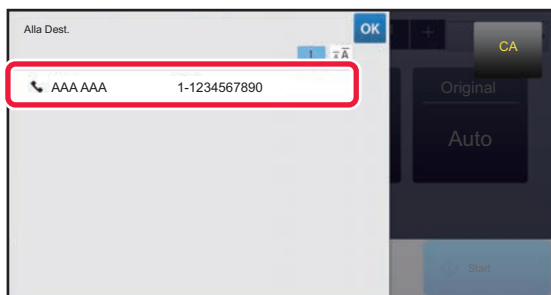 Alla Dest.
OK
CA
1
AAA AAA 1-1234567890
Original
Auto
Start